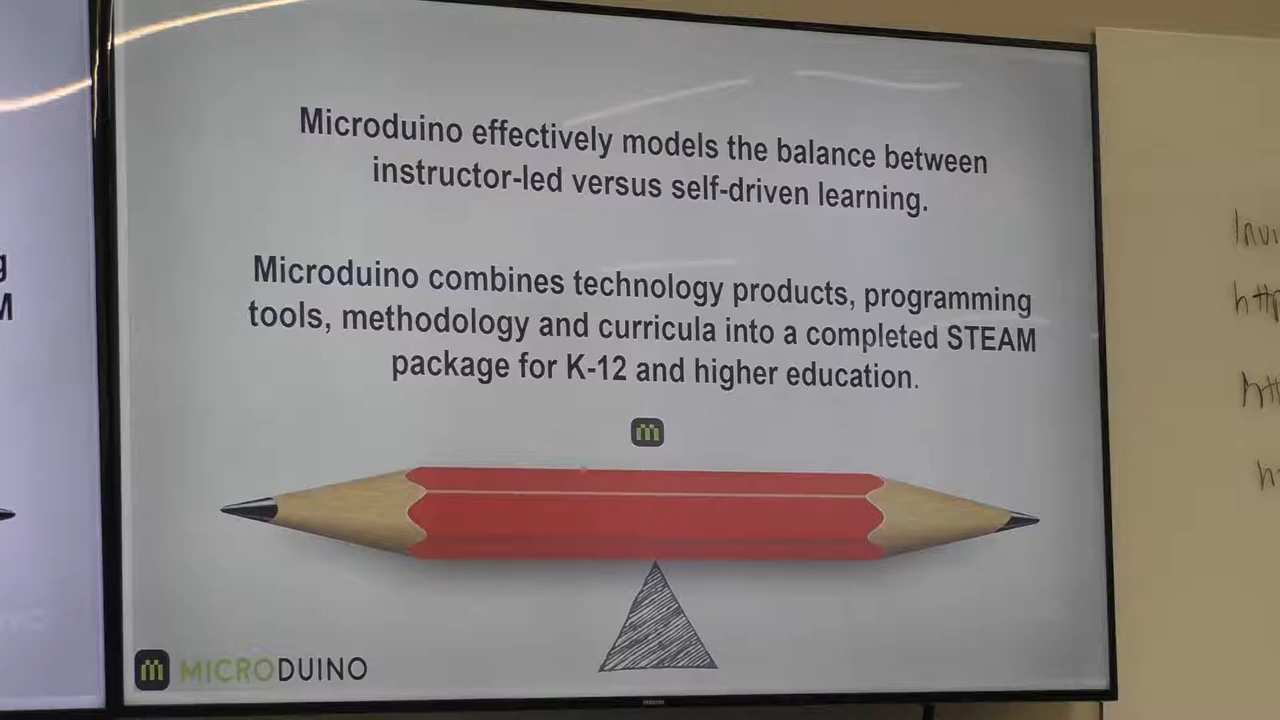 Microduino effectively models the balance between
instructor-led versus self-driven learning.
Microduino combines technology products, programming
tools, methodology and curricula into a completed STEAM
package for K-12 and higher education.
MICRODUINO
SAMSUNG